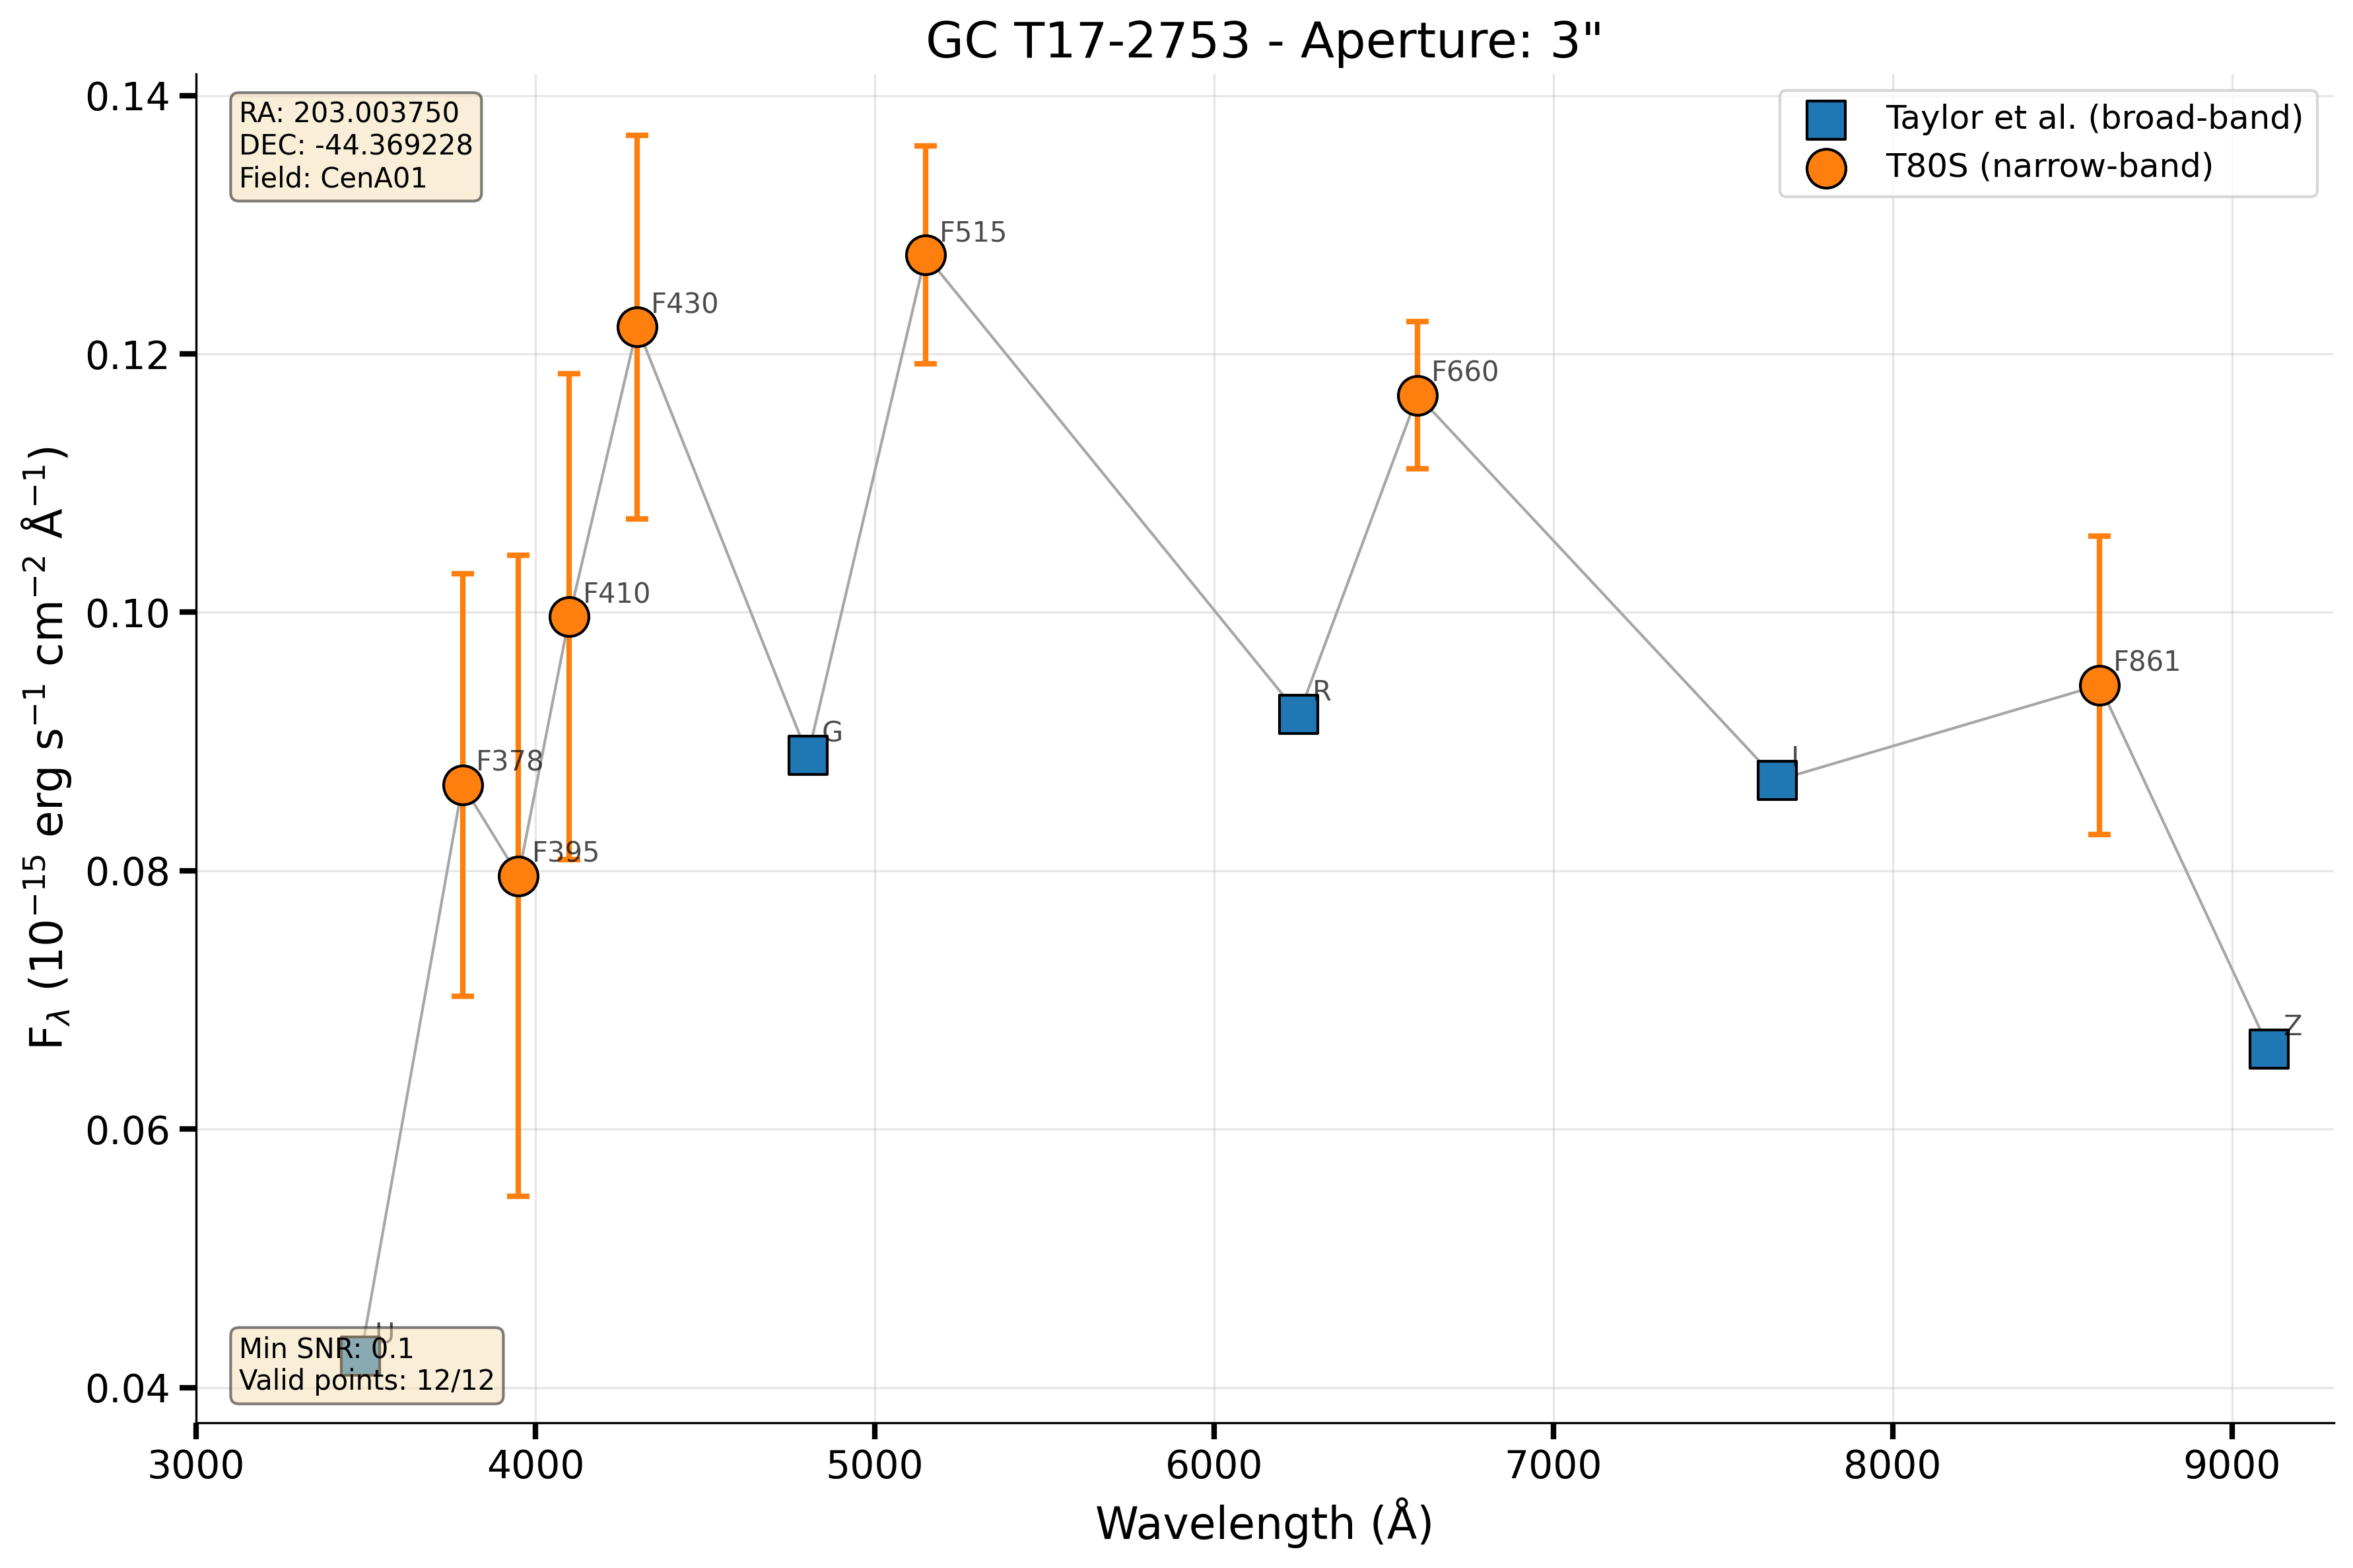 GC T17-2753 - Aperture: 3"
RA: 203.003750
DEC: -44.369228
Field: CenA01
Taylor et al. (broad-band)
T80S (narrow-band)
F515
F430
F660
F410
F861
R
G
F378
I
F395
Z
U
Min SNR: 0.1
Valid points: 12/12
0.14
0.12
0.10
0.08
0.06
0.04
F$_{λ}$ (10$^{−15}$ erg s$^{−1}$ cm$^{−2}$ Å$^{−1}$)
3000 4000 5000 6000 7000 8000 9000
Wavelength (Å)